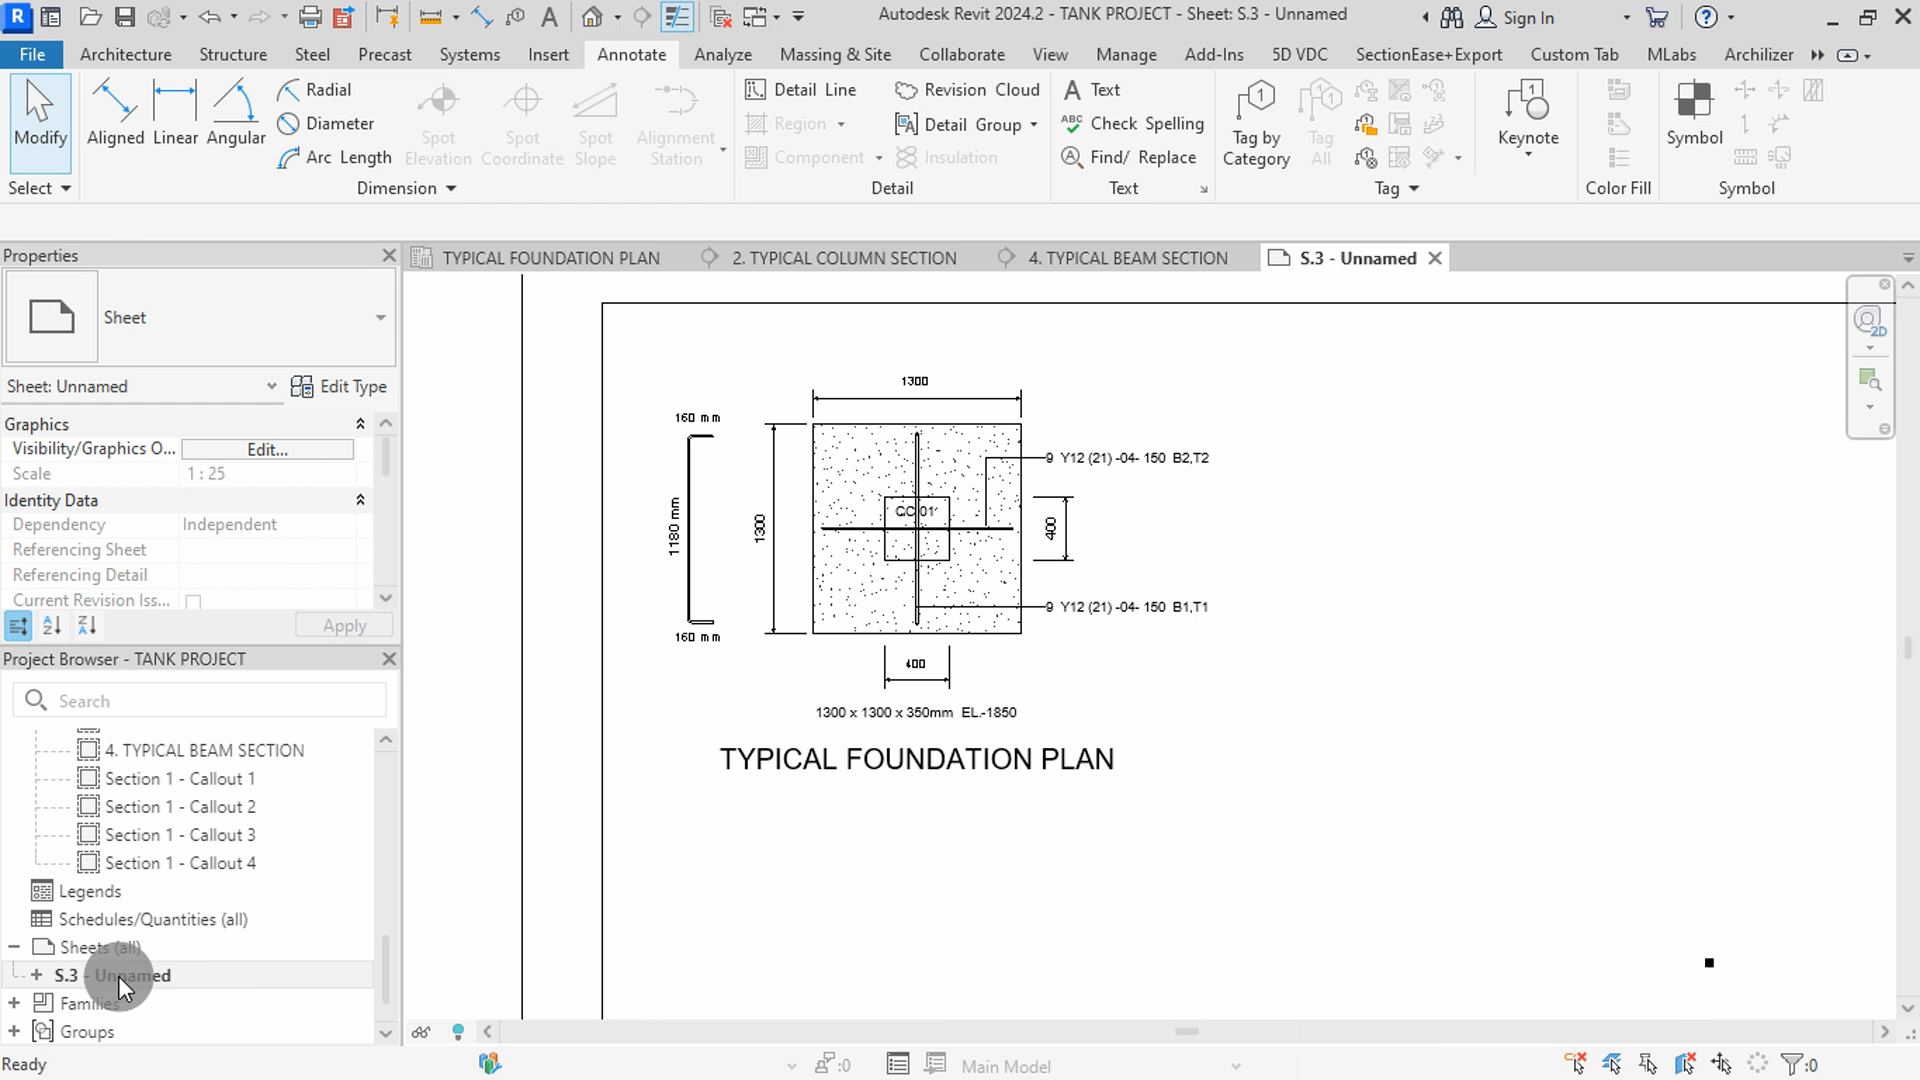 Autodesk Revit 2024.2 - TANK PROJECT - Sheet: S.3 - Unnamed
Sign In
File Architecture Structure Steel Precast Systems Insert Annotate Analyze Massing & Site Collaborate View Manage Add-Ins 5D VDC SectionEase+Export Custom Tab MLabs Archilizer
Modify
Aligned Linear Angular
Radial
Diameter
Arc Length
Spot Elevation
Spot Coordinate
Spot Slope
Alignment Station
Detail Line
Region
Component
Revision Cloud
Detail Group
Insulation
Text
Check Spelling
Find/ Replace
Tag by Category
Tag All
Keynote
Symbol
Select Dimension Detail Text Tag Color Fill Symbol
TYPICAL FOUNDATION PLAN
2. TYPICAL COLUMN SECTION
4. TYPICAL BEAM SECTION
S.3 - Unnamed
Properties
Sheet
Sheet: Unnamed
Edit Type
Graphics
Visibility/Graphics O... Edit...
Scale 1 : 25
Identity Data
Dependency Independent
Referencing Sheet
Referencing Detail
Current Revision Iss...
Apply
Project Browser - TANK PROJECT
Search
4. TYPICAL BEAM SECTION
Section 1 - Callout 1
Section 1 - Callout 2
Section 1 - Callout 3
Section 1 - Callout 4
Legends
Schedules/Quantities (all)
Sheets (all)
S.3 - Unnamed
Families
Groups
1300
160 mm
1180 mm
160 mm
1300
9 Y12 (21) -04- 150 B2,T2
400
9 Y12 (21) -04- 150 B1,T1
400
1300 x 1300 x 350mm EL.-1850
TYPICAL FOUNDATION PLAN
2D
Ready
:0
Main Model
:0